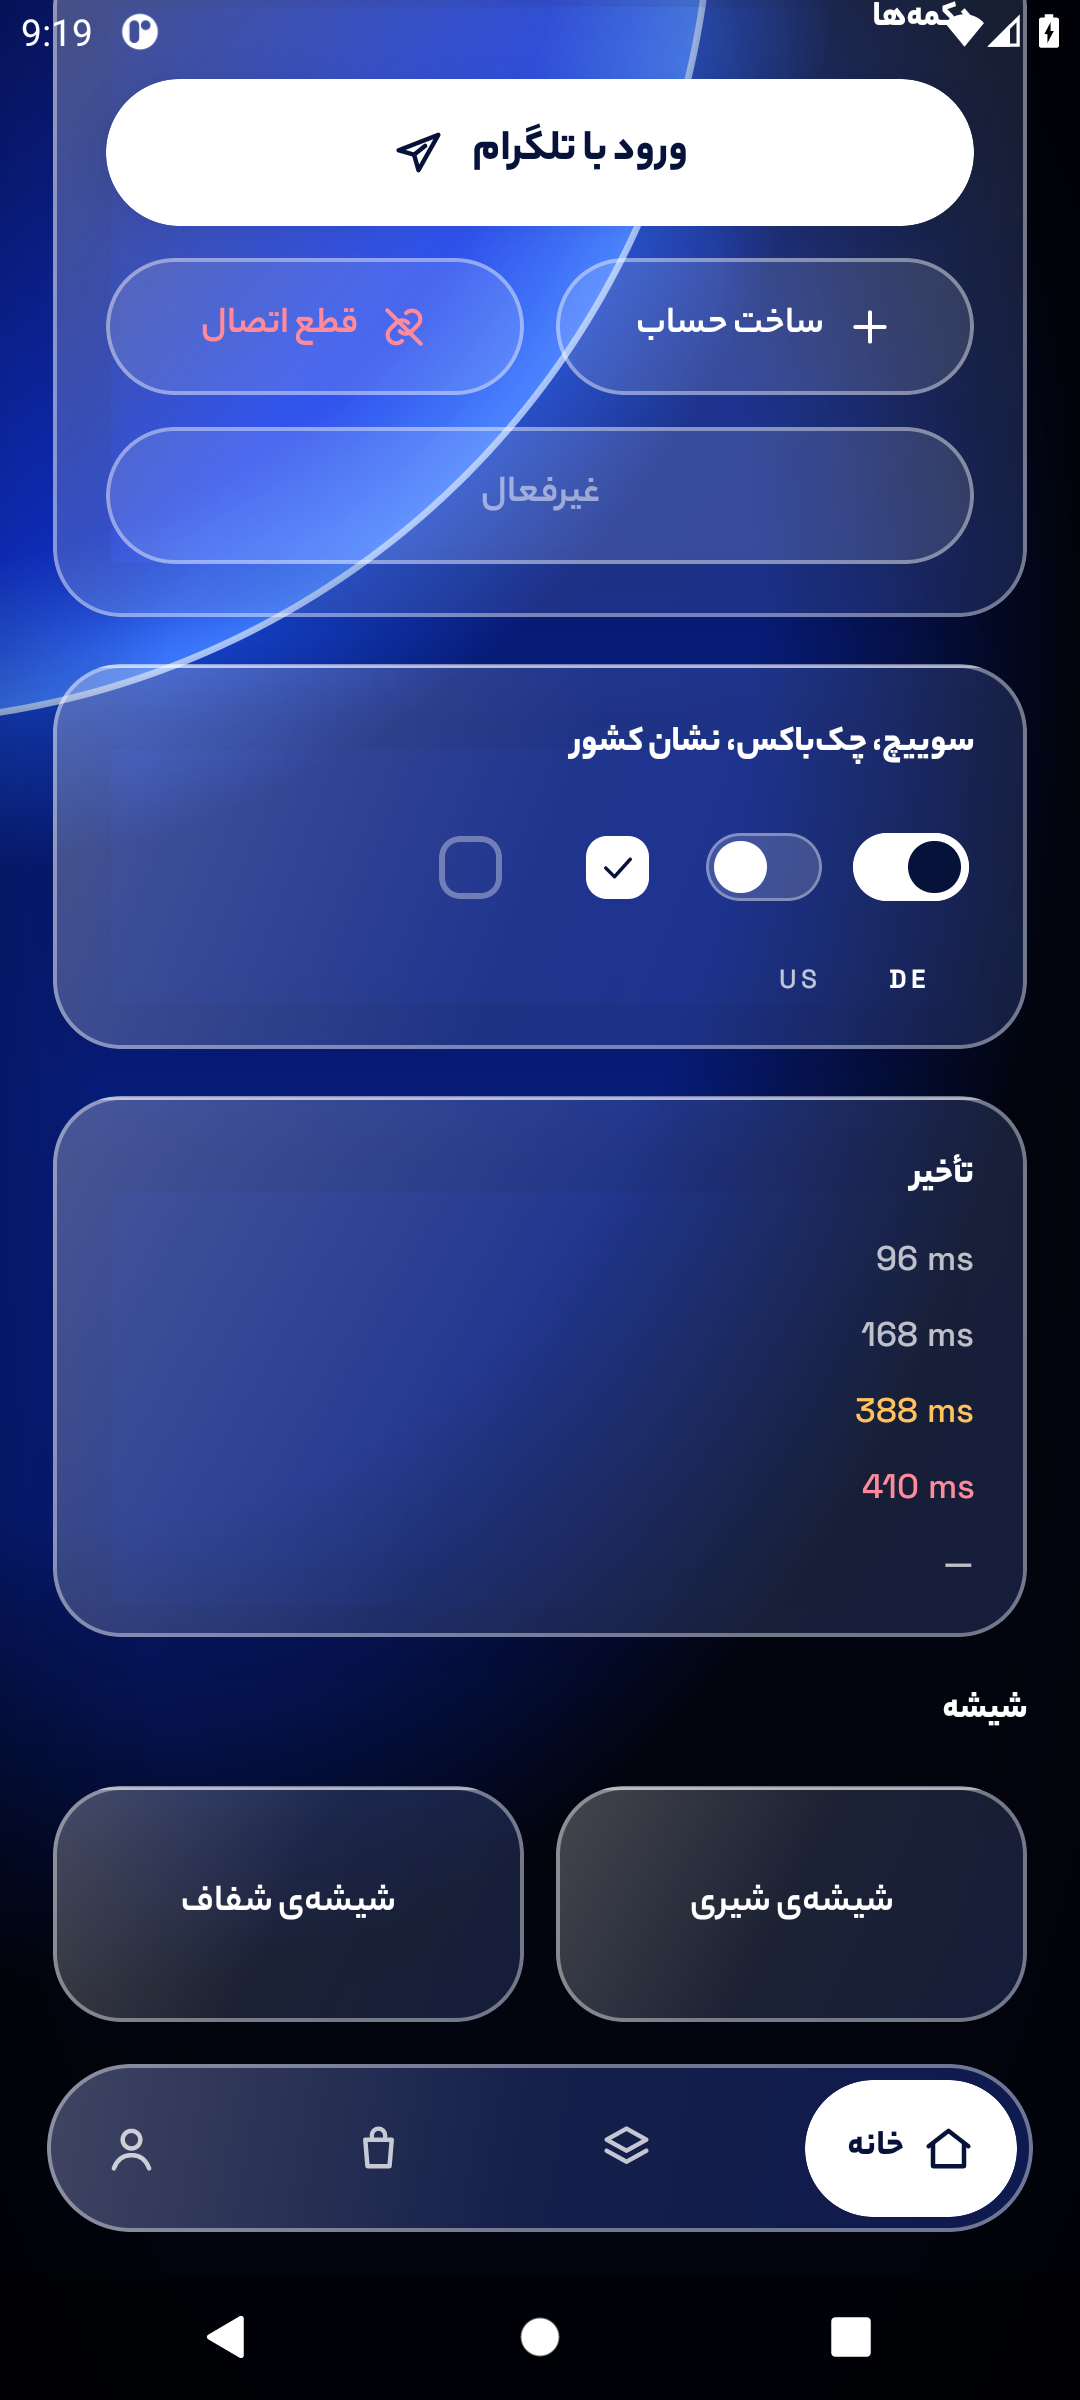 9:19
دکمه‌ها
ورود با تلگرام
ساخت حساب
قطع اتصال
غیرفعال
سوییچ، چک‌باکس، نشان کشور
DE
US
تأخیر
96 ms
168 ms
388 ms
410 ms
—
شیشه
شیشه‌ی شیری
شیشه‌ی شفاف
خانه